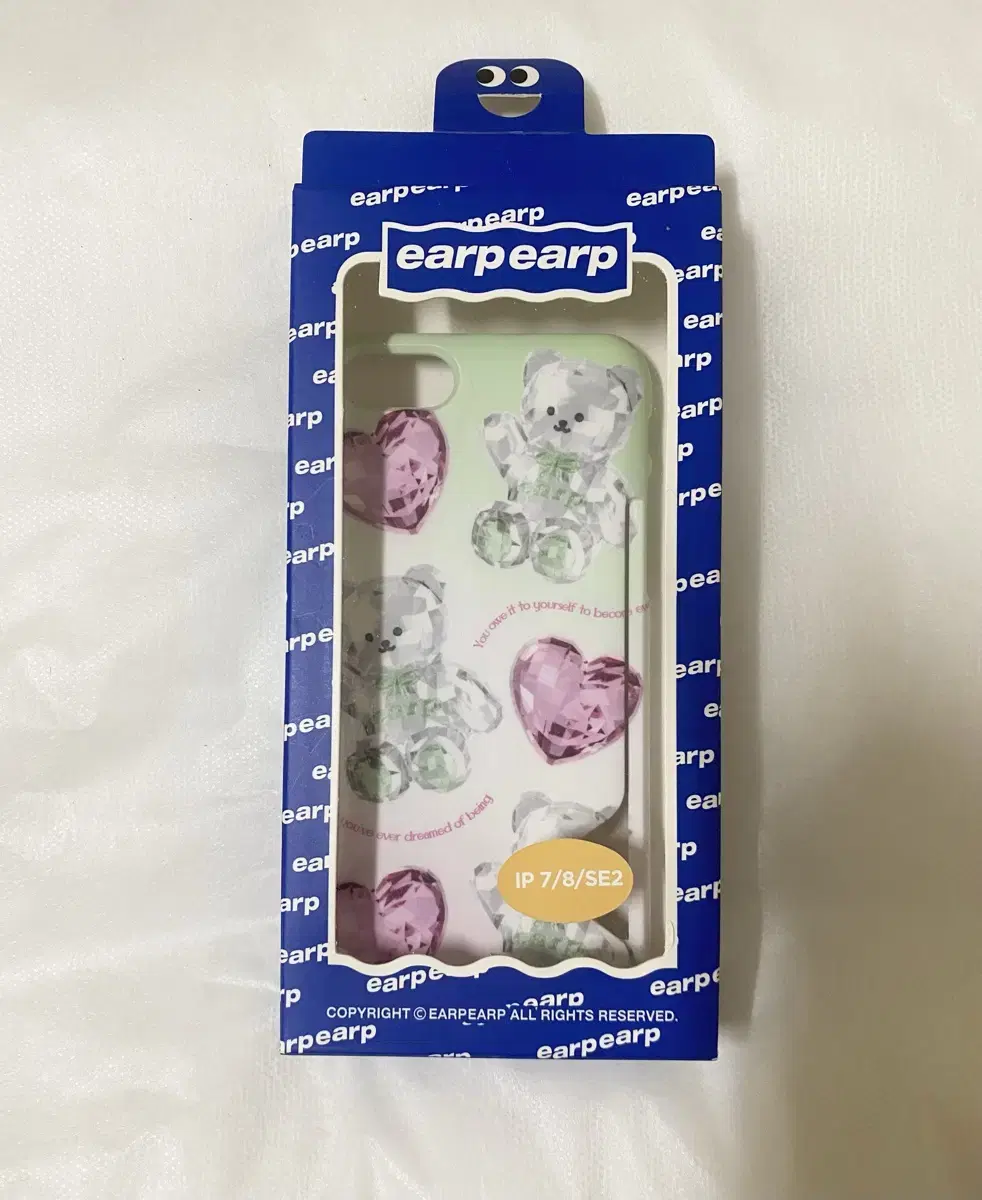 earpearp
You owe it to yourself to become
you've ever dreamed of being
IP 7/8/SE2
earpearp
COPYRIGHT © EARPEARP ALL RIGHTS RESERVED.
earpearp
earpearp